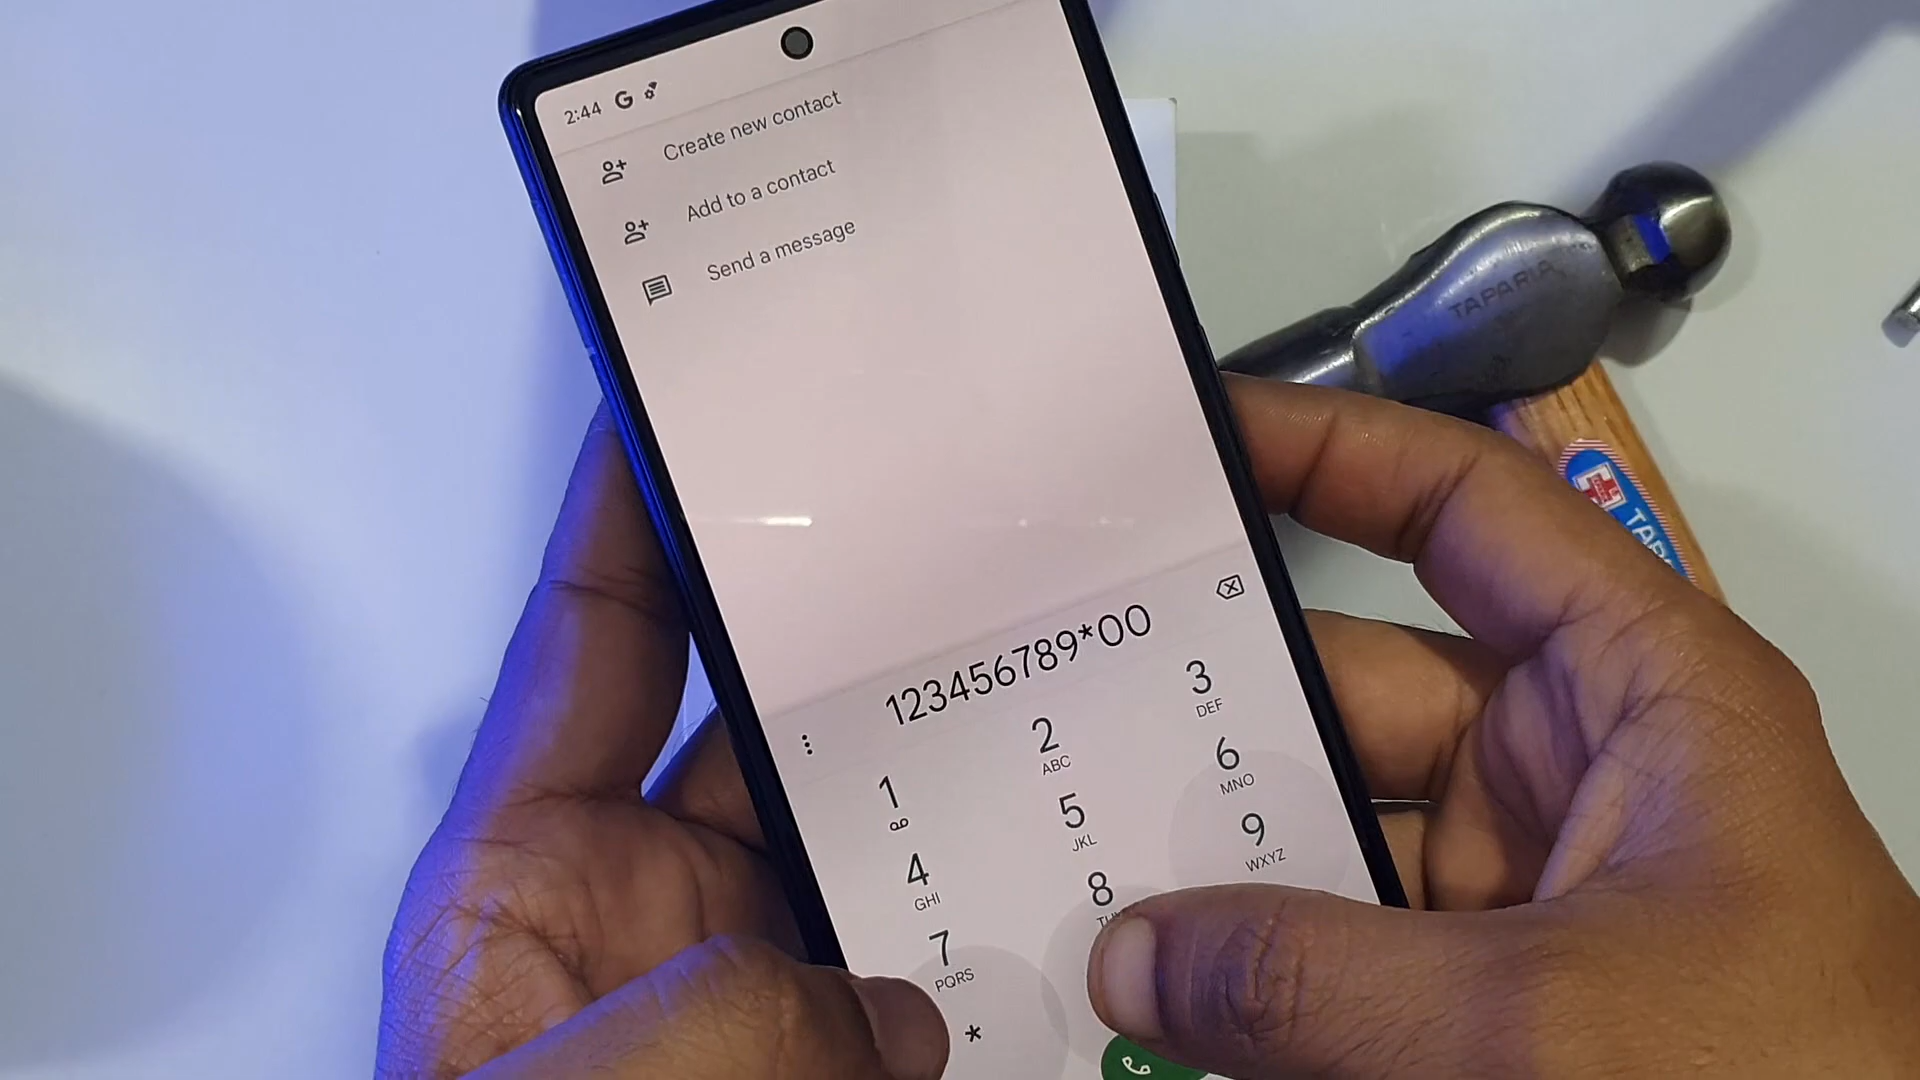 2:44 G
Create new contact
Add to a contact
Send a message
TAPARIA
123456789*00
1
2
ABC
3
DEF
4
GHI
5
JKL
6
MNO
7
PQRS
8
9
WXYZ
*